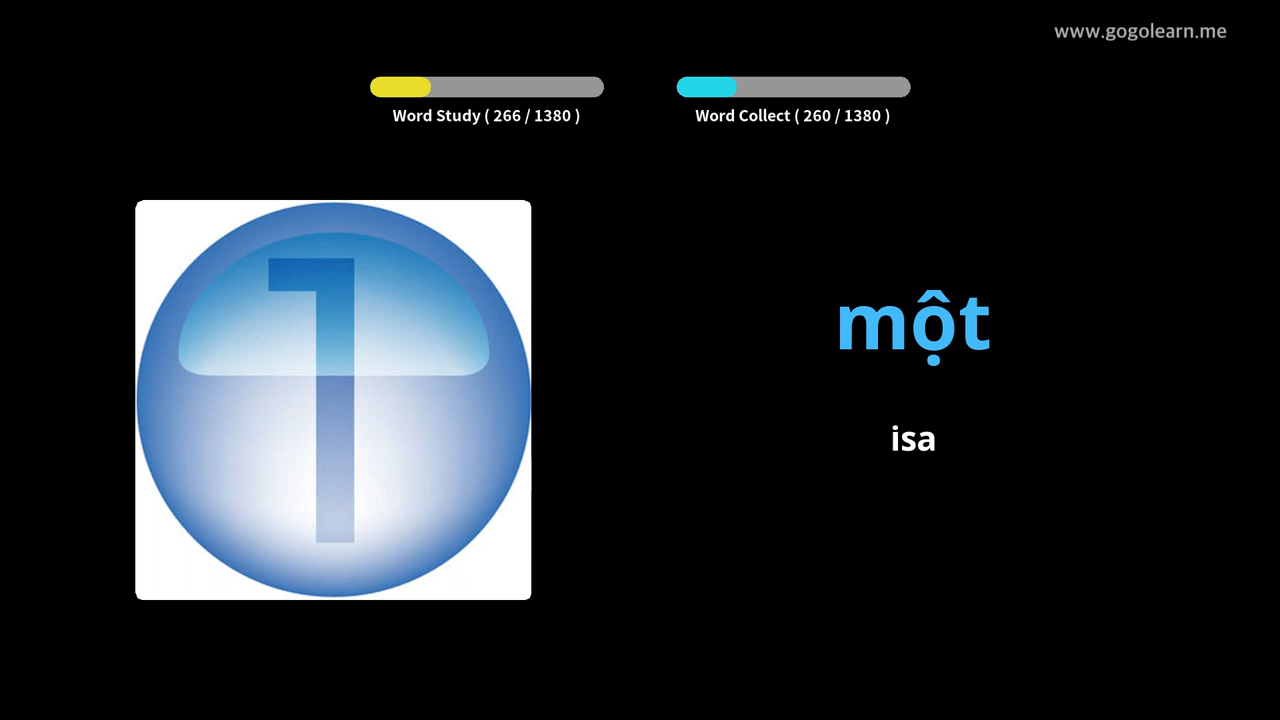 www.gogolearn.me
Word Study ( 266 / 1380 )
Word Collect ( 260 / 1380 )
1
một
isa